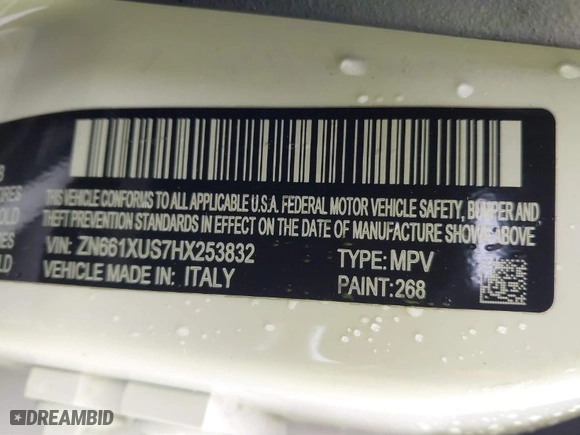 THIS VEHICLE CONFORMS TO ALL APPLICABLE U.S.A. FEDERAL MOTOR VEHICLE SAFETY, BUMPER AND
THEFT PREVENTION STANDARDS IN EFFECT ON THE DATE OF MANUFACTURE SHOWN ABOVE.
VIN: ZN661XUS7HX253832 TYPE: MPV
VEHICLE MADE IN: ITALY PAINT: 268
DREAMBID